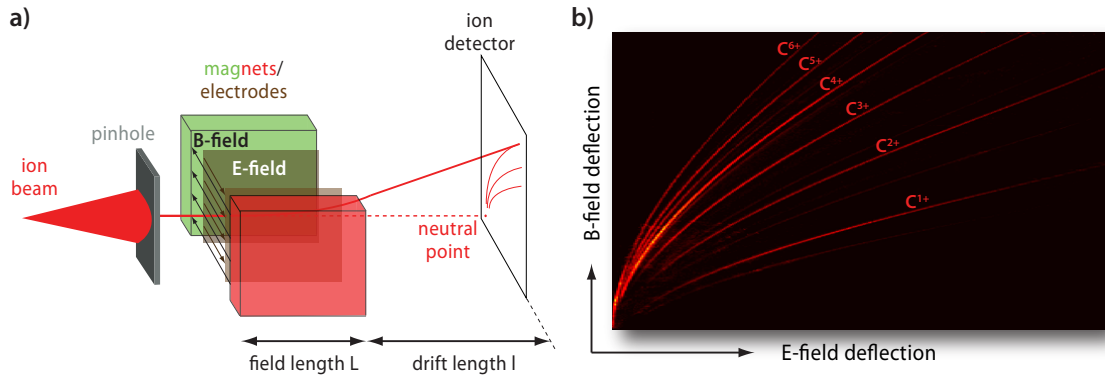 a)
ion
detector
magnets/
electrodes
pinhole
B-field
E-field
ion
beam
neutral
point
field length L
drift length l
b)
B-field deflection
C6+
C5+
C4+
C3+
C2+
C1+
E-field deflection